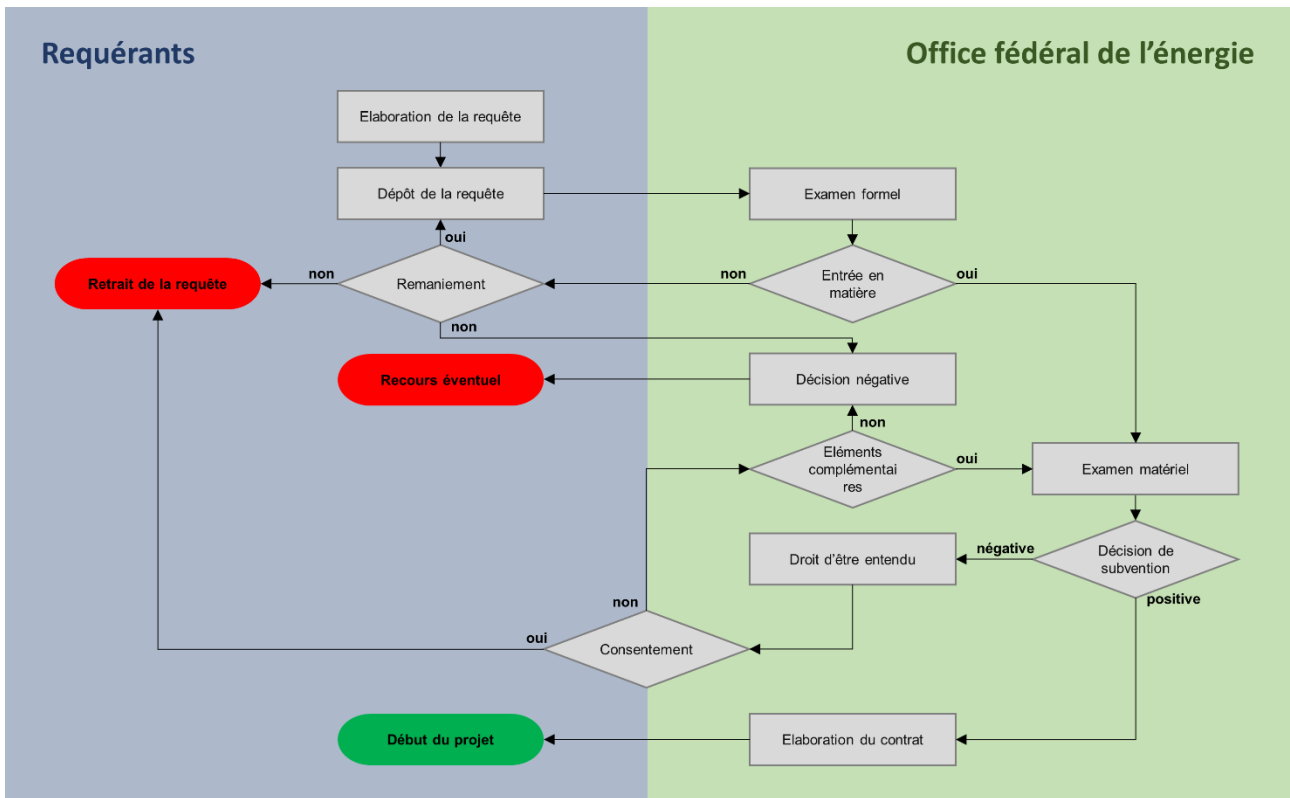 Requérants
Office fédéral de l'énergie
Elaboration de la requête
Dépôt de la requête
Examen formel
oui
Retrait de la requête
non
Remaniement
non
Entrée en
matière
oui
non
Recours éventuel
Décision négative
non
Eléments
complémentai
res
oui
Examen matériel
Droit d'être entendu
négative
Décision de
subvention
positive
non
oui
Consentement
Début du projet
Elaboration du contrat